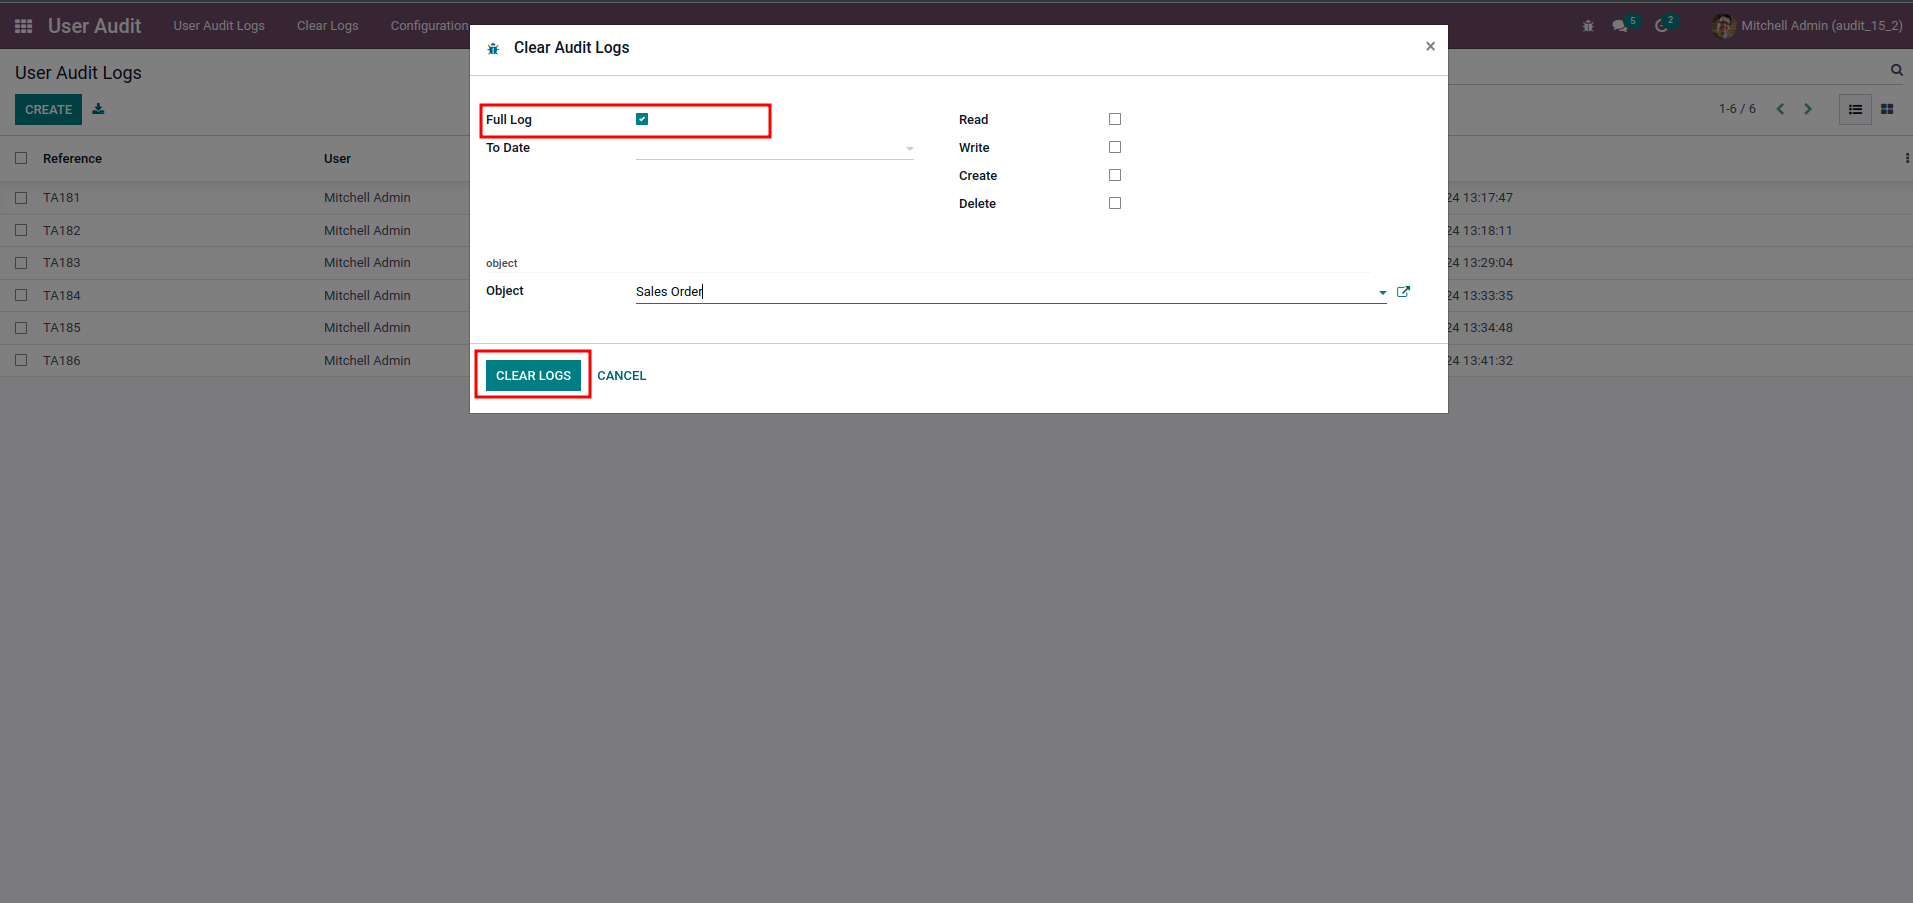 User Audit User Audit Logs Clear Logs Configuration 5 2 Mitchell Admin (audit_15_2)
Clear Audit Logs ×
User Audit Logs
CREATE 1-6 / 6
Full Log Read
To Date Write
Create
Delete
Reference User
TA181 Mitchell Admin 24 13:17:47
TA182 Mitchell Admin 24 13:18:11
TA183 Mitchell Admin 24 13:29:04
TA184 Mitchell Admin 24 13:33:35
TA185 Mitchell Admin 24 13:34:48
TA186 Mitchell Admin 24 13:41:32
object
Object Sales Order
CLEAR LOGS CANCEL